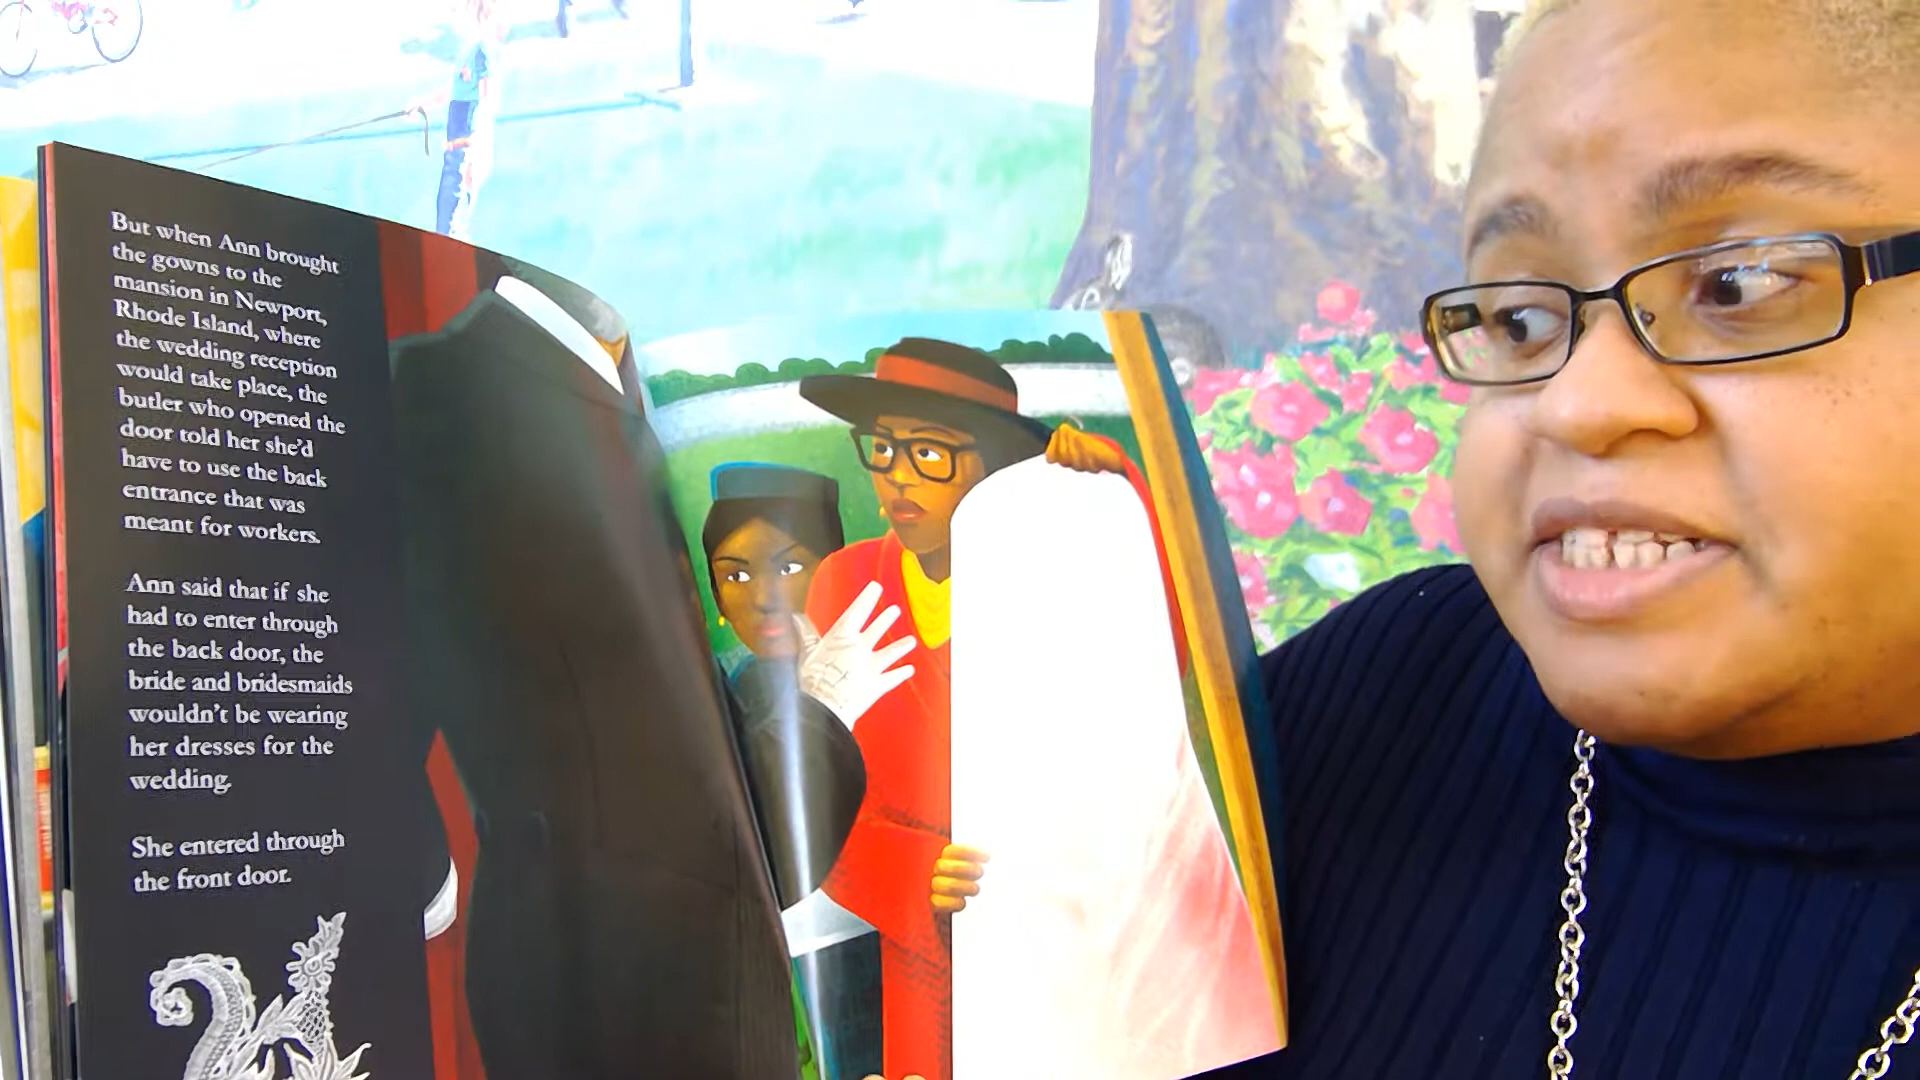 But when Ann brought
the gowns to the
mansion in Newport,
Rhode Island, where
the wedding reception
would take place, the
butler who opened the
door told her she'd
have to use the back
entrance that was
meant for workers.
Ann said that if she
had to enter through
the back door, the
bride and bridesmaids
wouldn't be wearing
her dresses for the
wedding.
She entered through
the front door.